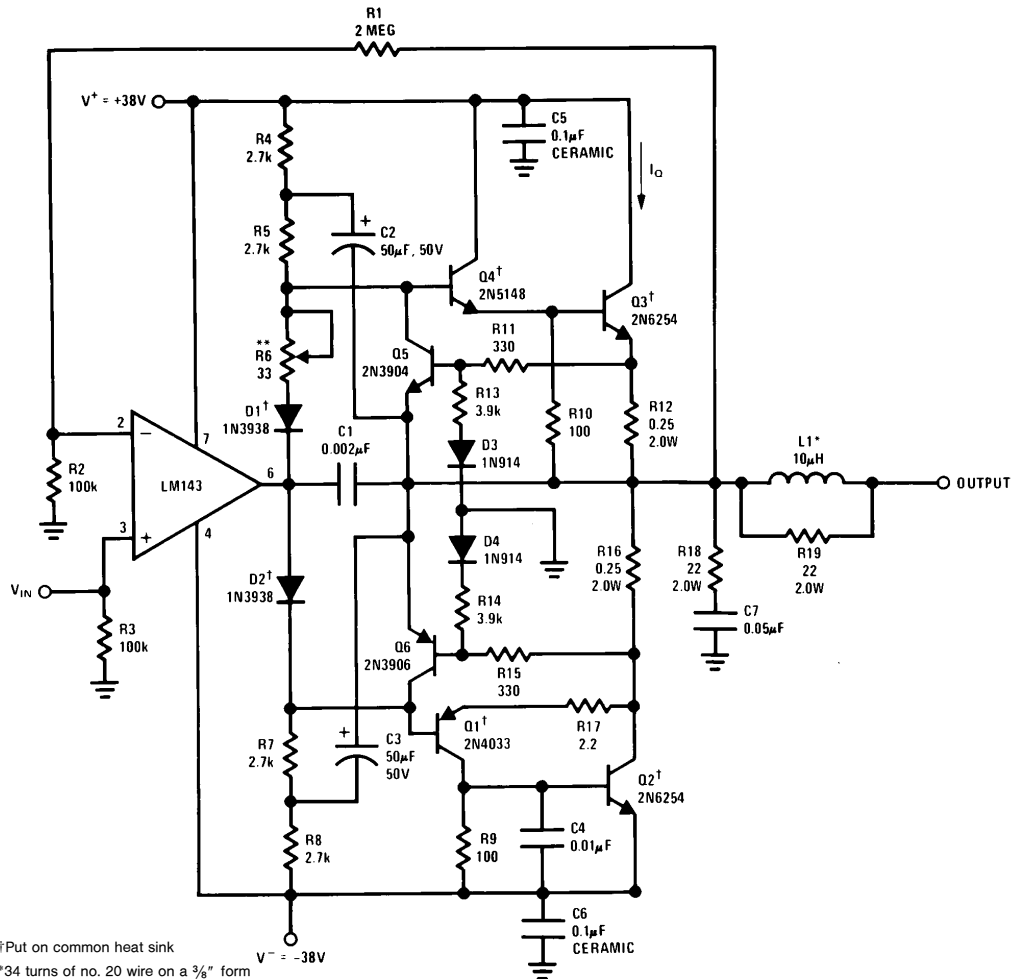 R1
2 MEG
V+ = +38V
R4
2.7k
C5
0.1µF
CERAMIC
IQ
R5
2.7k
+
C2
50µF, 50V
Q4†
2N5148
Q3†
2N6254
**
R6
33
Q5
2N3904
R11
330
D1†
1N3938
R13
3.9k
R10
100
R12
0.25
2.0W
2
−
7
R2
100k
LM143
6
C1
0.002µF
D3
1N914
L1*
10µH
OUTPUT
3
+
4
D4
1N914
R16
0.25
2.0W
R18
22
2.0W
R19
22
2.0W
VIN
D2†
1N3938
R14
3.9k
C7
0.05µF
R3
100k
Q6
2N3906
R15
330
R7
2.7k
+
C3
50µF
50V
Q1†
2N4033
R17
2.2
Q2†
2N6254
R8
2.7k
R9
100
C4
0.01µF
C6
0.1µF
CERAMIC
V− = −38V
†Put on common heat sink
*34 turns of no. 20 wire on a 3/8″ form